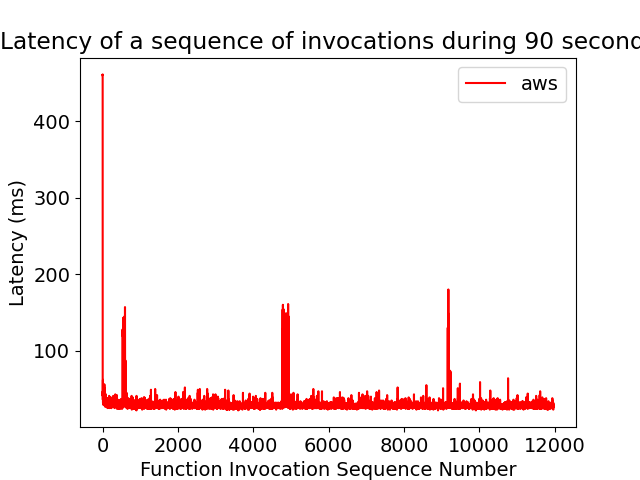 Latency of a sequence of invocations during 90 second
aws
400
300
200
100
Latency (ms)
0 2000 4000 6000 8000 10000 12000
Function Invocation Sequence Number